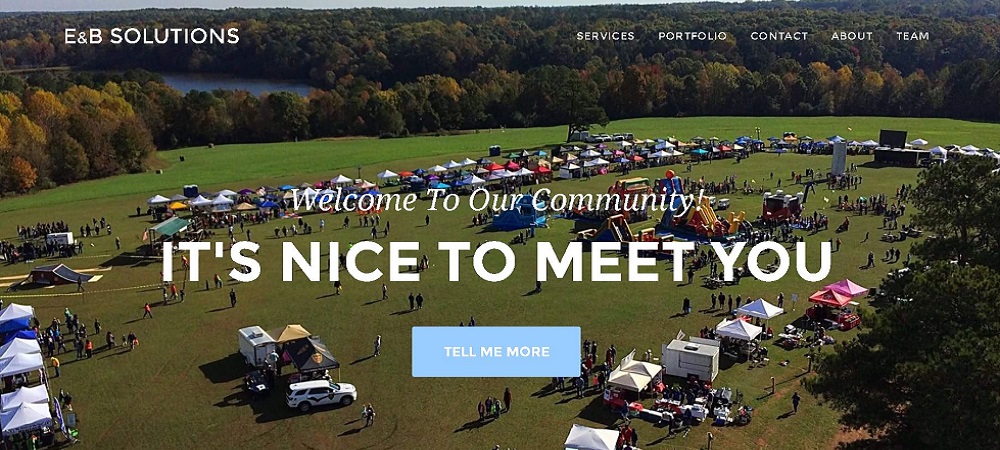 E&B SOLUTIONS
SERVICES PORTFOLIO CONTACT ABOUT TEAM
Welcome To Our Community!
IT'S NICE TO MEET YOU
TELL ME MORE